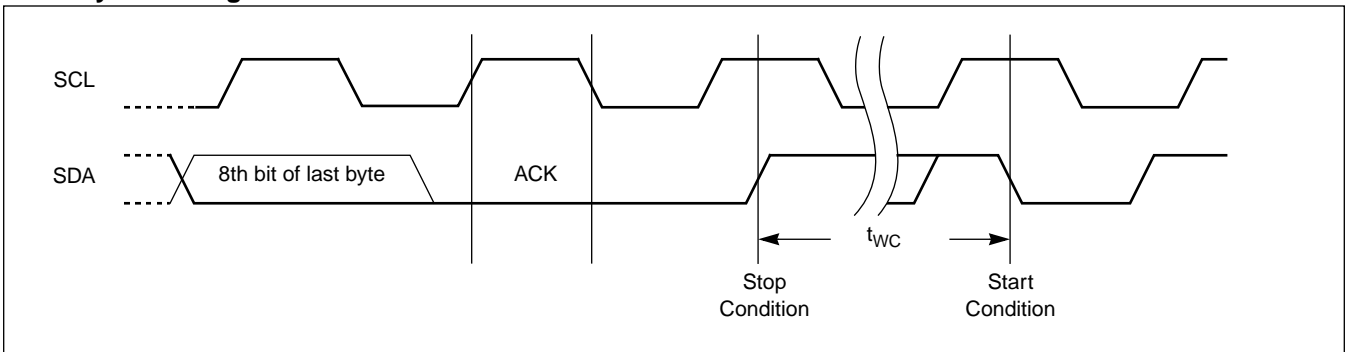 SCL
SDA
8th bit of last byte
ACK
tWC
Stop
Condition
Start
Condition